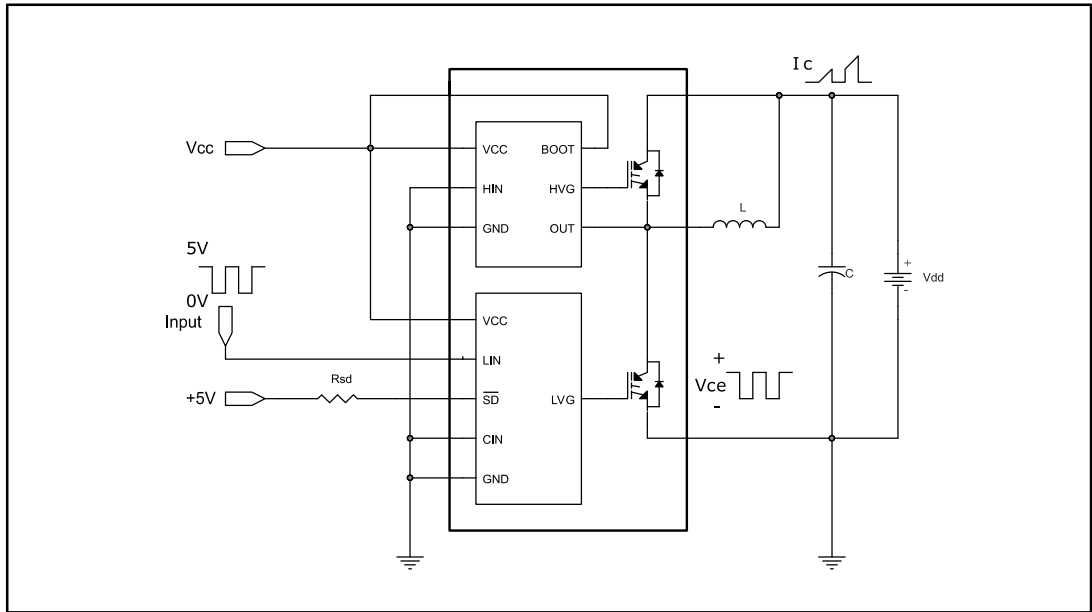 I c
Vcc
VCC
BOOT
HIN
HVG
GND
OUT
L
5V
0V
Input
C
+
Vdd
-
VCC
LIN
Rsd
+5V
SD
LVG
+
Vce
-
CIN
GND